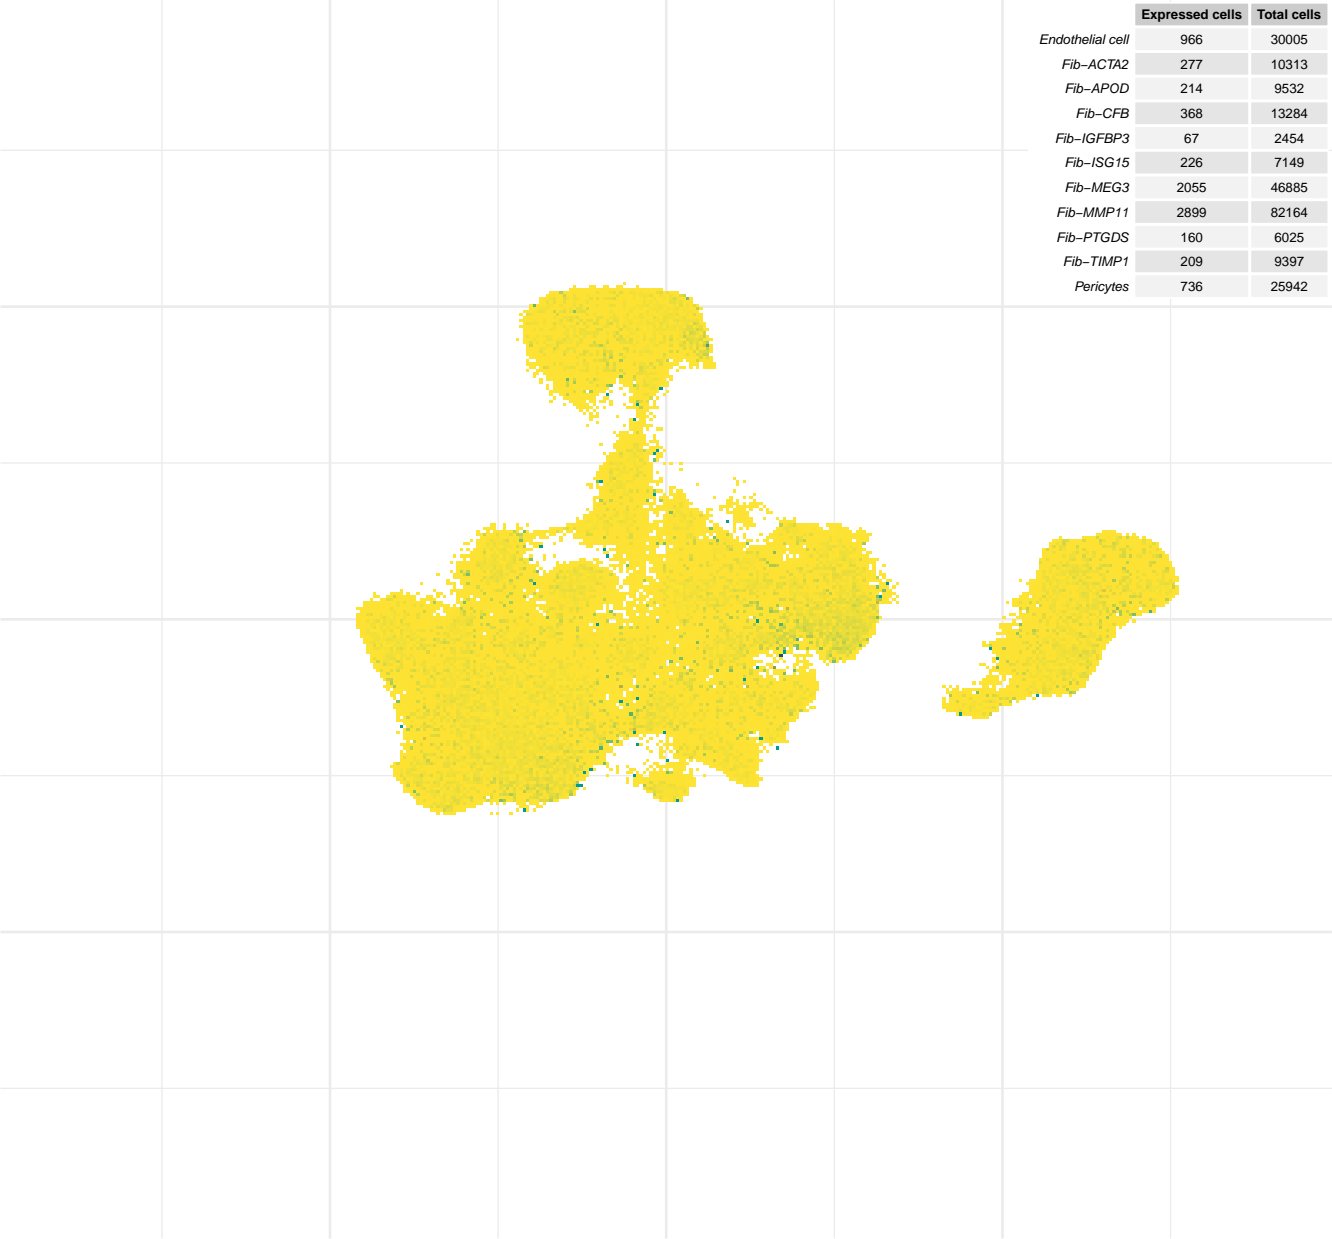 Expressed cells Total cells
Endothelial cell 966 30005
Fib−ACTA2 277 10313
Fib−APOD 214 9532
Fib−CFB 368 13284
Fib−IGFBP3 67 2454
Fib−ISG15 226 7149
Fib−MEG3 2055 46885
Fib−MMP11 2899 82164
Fib−PTGDS 160 6025
Fib−TIMP1 209 9397
Pericytes 736 25942